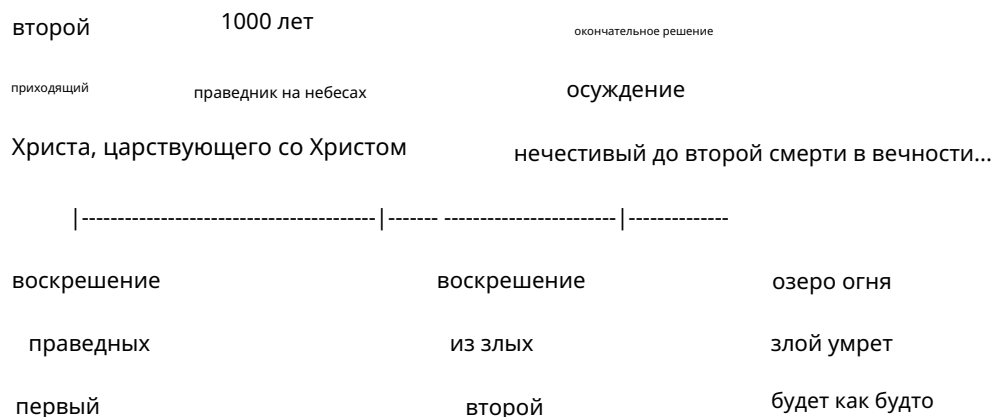 второй 1000 лет окончательное решение
приходящий праведник на небесах осуждение
Христа, царствующего со Христом нечестивый до второй смерти в вечности...
|-----------------------------------------|------- ------------------------|--------------
воскрешение воскрешение озеро огня
праведных из злых злой умрет
первый второй будет как будто